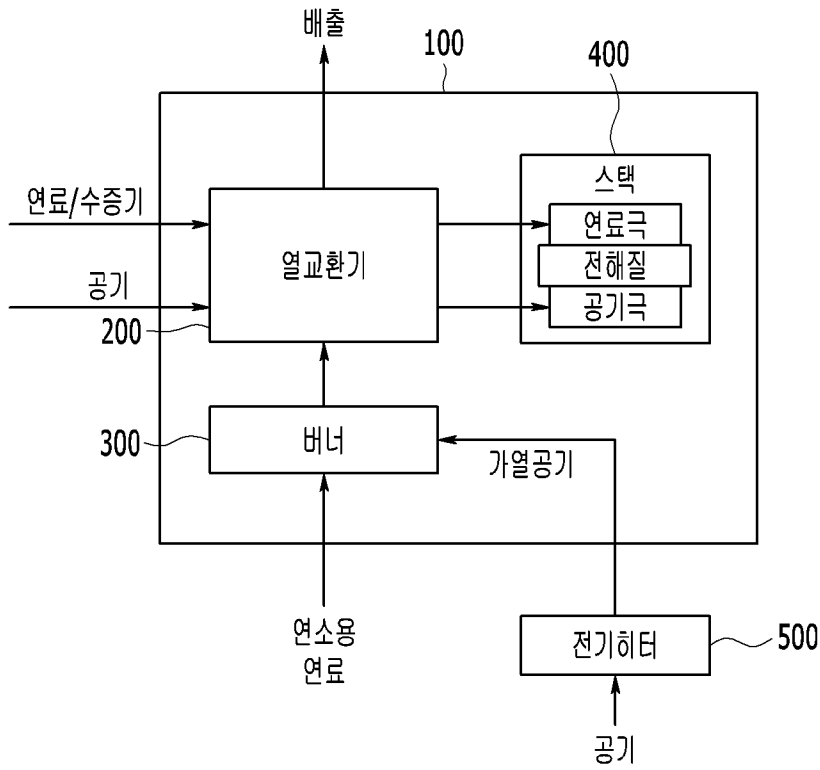 배출
100
400
스택
연료/수증기
연료극
열교환기
전해질
공기
공기극
200
300
버너
가열공기
연소용
연료
전기히터
500
공기